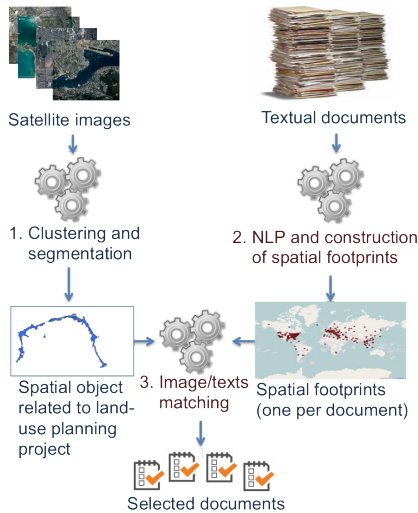 Satellite images
Textual documents
1. Clustering and
segmentation
2. NLP and construction
of spatial footprints
Spatial object
related to land-
use planning
project
3. Image/texts
matching
Spatial footprints
(one per document)
Selected documents